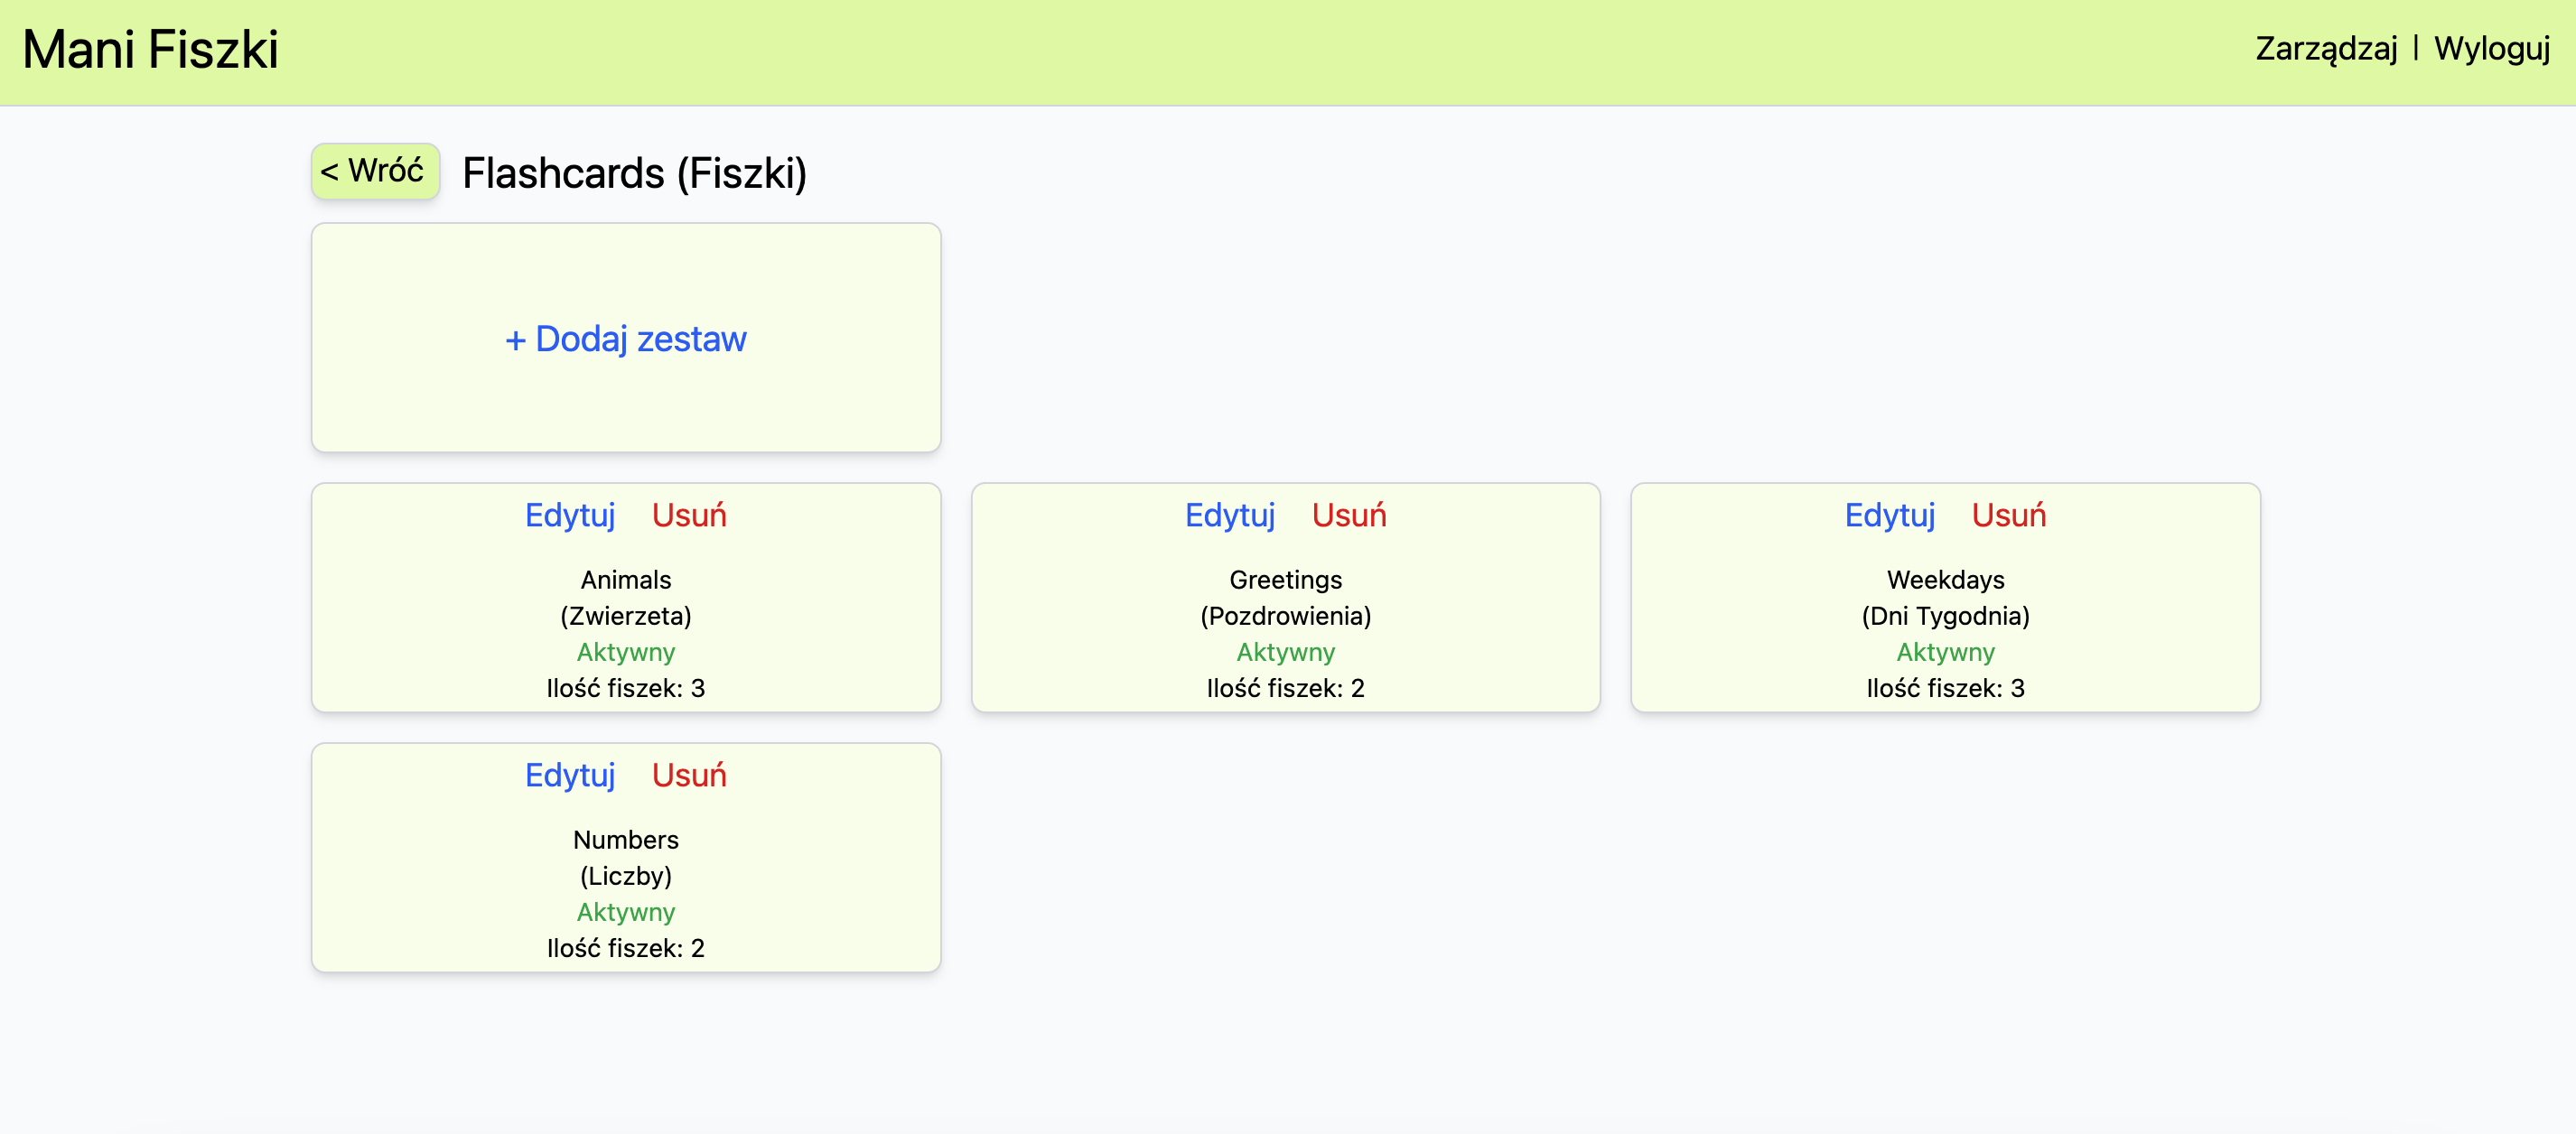 Mani Fiszki
Zarządzaj | Wyloguj
< Wróć
Flashcards (Fiszki)
+ Dodaj zestaw
Edytuj Usuń
Animals
(Zwierzeta)
Aktywny
Ilość fiszek: 3
Edytuj Usuń
Greetings
(Pozdrowienia)
Aktywny
Ilość fiszek: 2
Edytuj Usuń
Weekdays
(Dni Tygodnia)
Aktywny
Ilość fiszek: 3
Edytuj Usuń
Numbers
(Liczby)
Aktywny
Ilość fiszek: 2